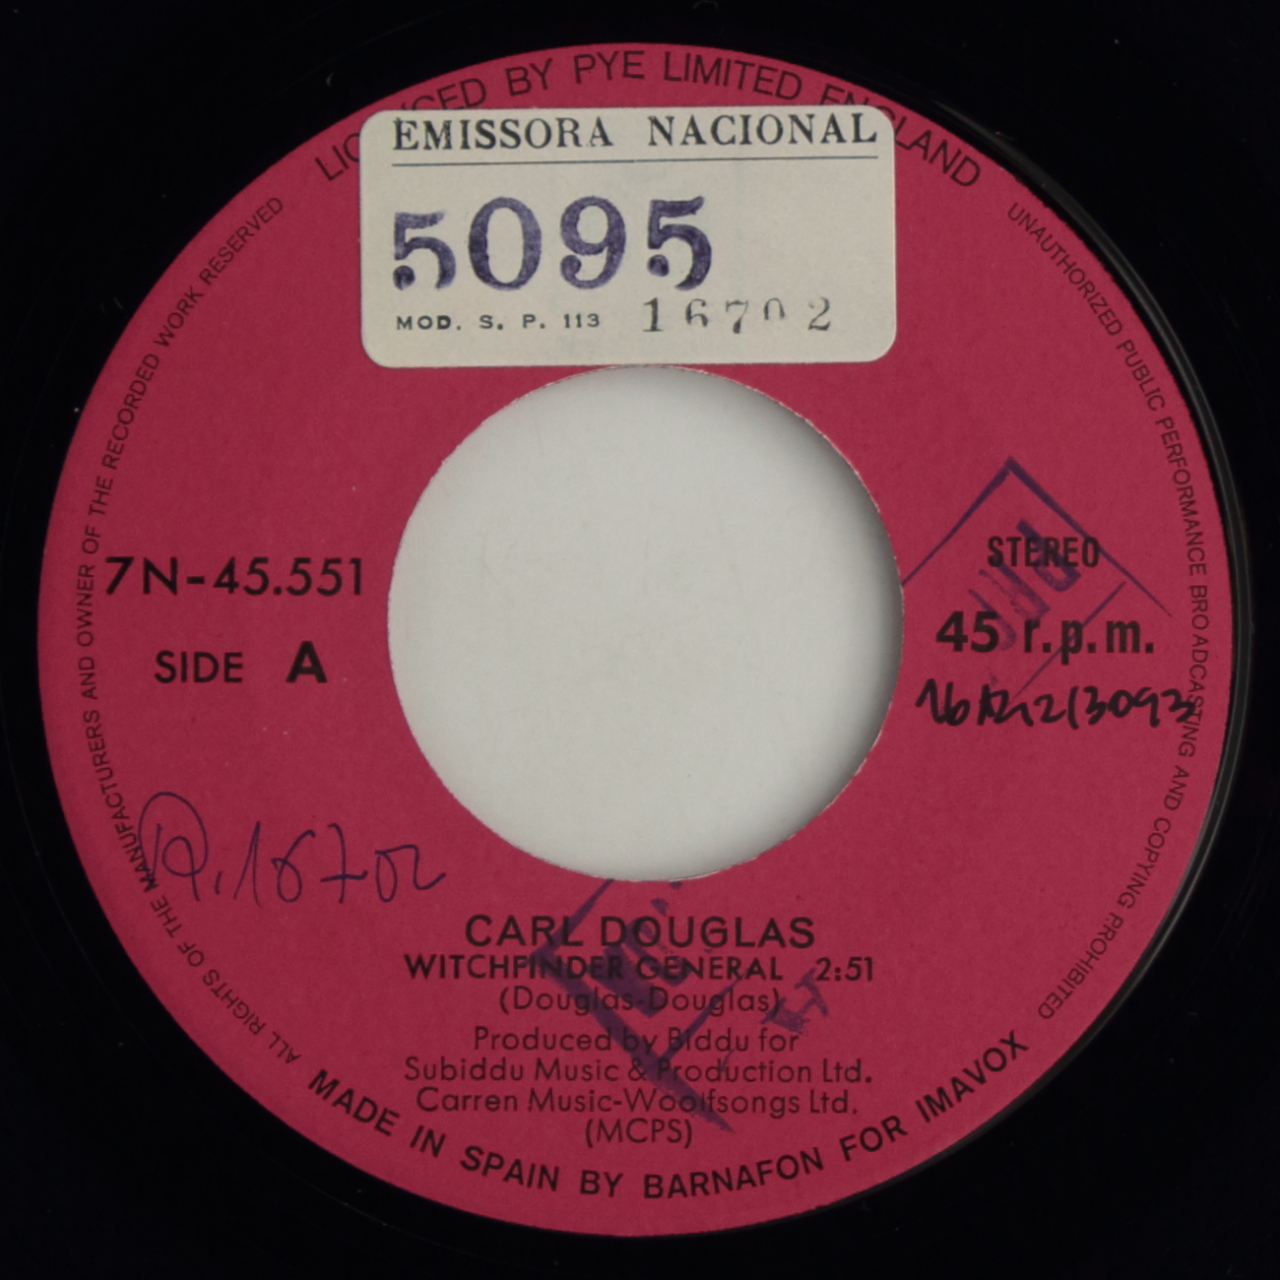 LICENCED BY PYE LIMITED ENGLAND
EMISSORA NACIONAL
5095
MOD. S. P. 113 16702
ALL RIGHTS OF THE MANUFACTURERS AND OWNER OF THE RECORDED WORK RESERVED
UNAUTHORIZED PUBLIC PERFORMANCE BROADCASTING AND COPYING PROHIBITED
7N-45.551
SIDE A
STEREO
45 r.p.m.
R.16702
CARL DOUGLAS
WITCHFINDER GENERAL 2:51
(Douglas-Douglas)
Produced by Biddu for
Subiddu Music & Production Ltd.
Carren Music-Woolfsongs Ltd.
(MCPS)
MADE IN SPAIN BY BARNAFON FOR IMAVOX